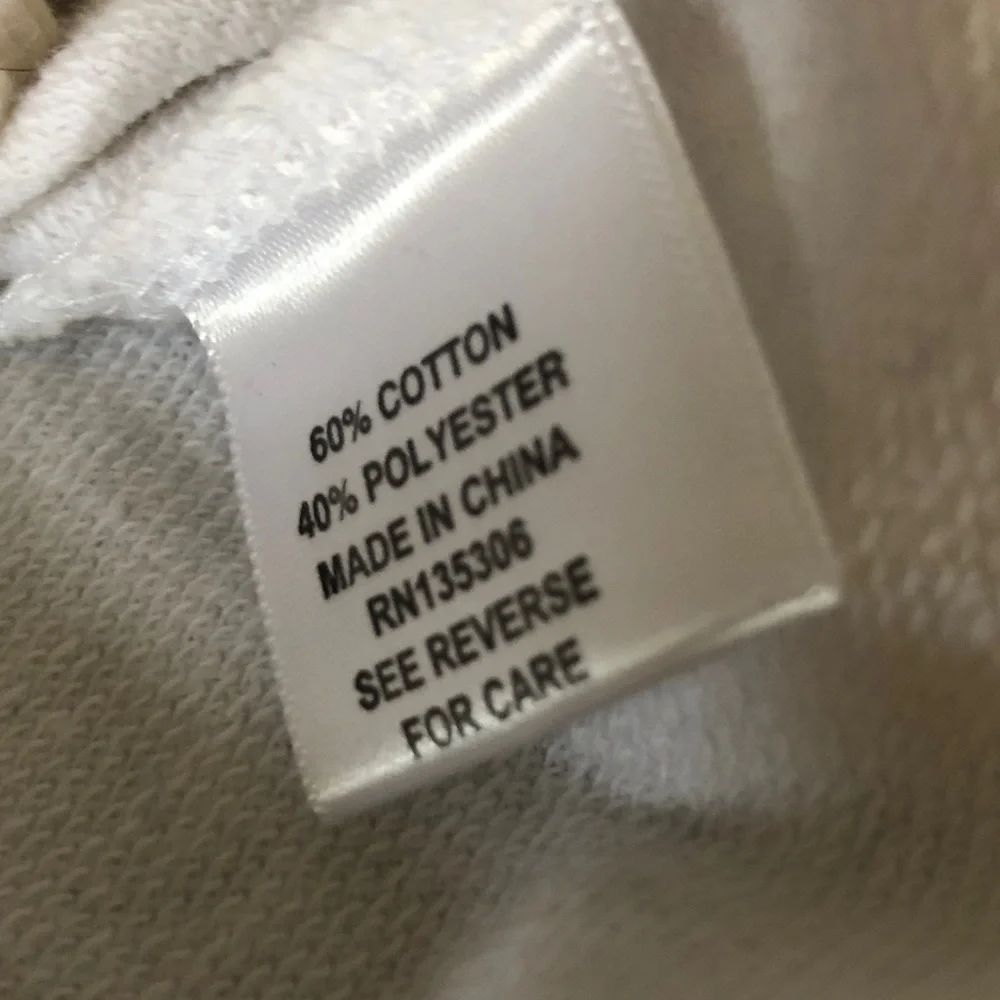 60% COTTON
40% POLYESTER
MADE IN CHINA
RN135306
SEE REVERSE
FOR CARE